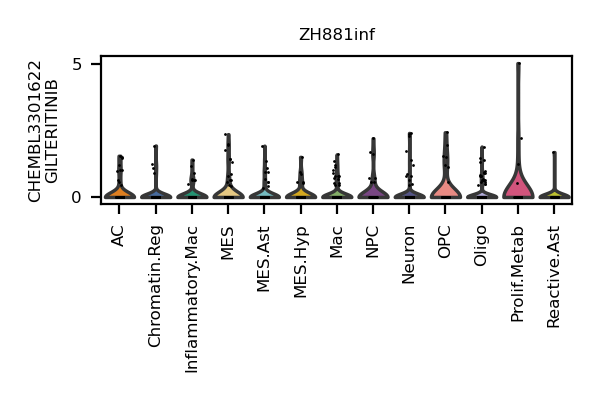 ZH881inf
CHEMBL3301622
GILTERITINIB
5
0
AC
Chromatin.Reg
Inflammatory.Mac
MES
MES.Ast
MES.Hyp
Mac
NPC
Neuron
OPC
Oligo
Prolif.Metab
Reactive.Ast